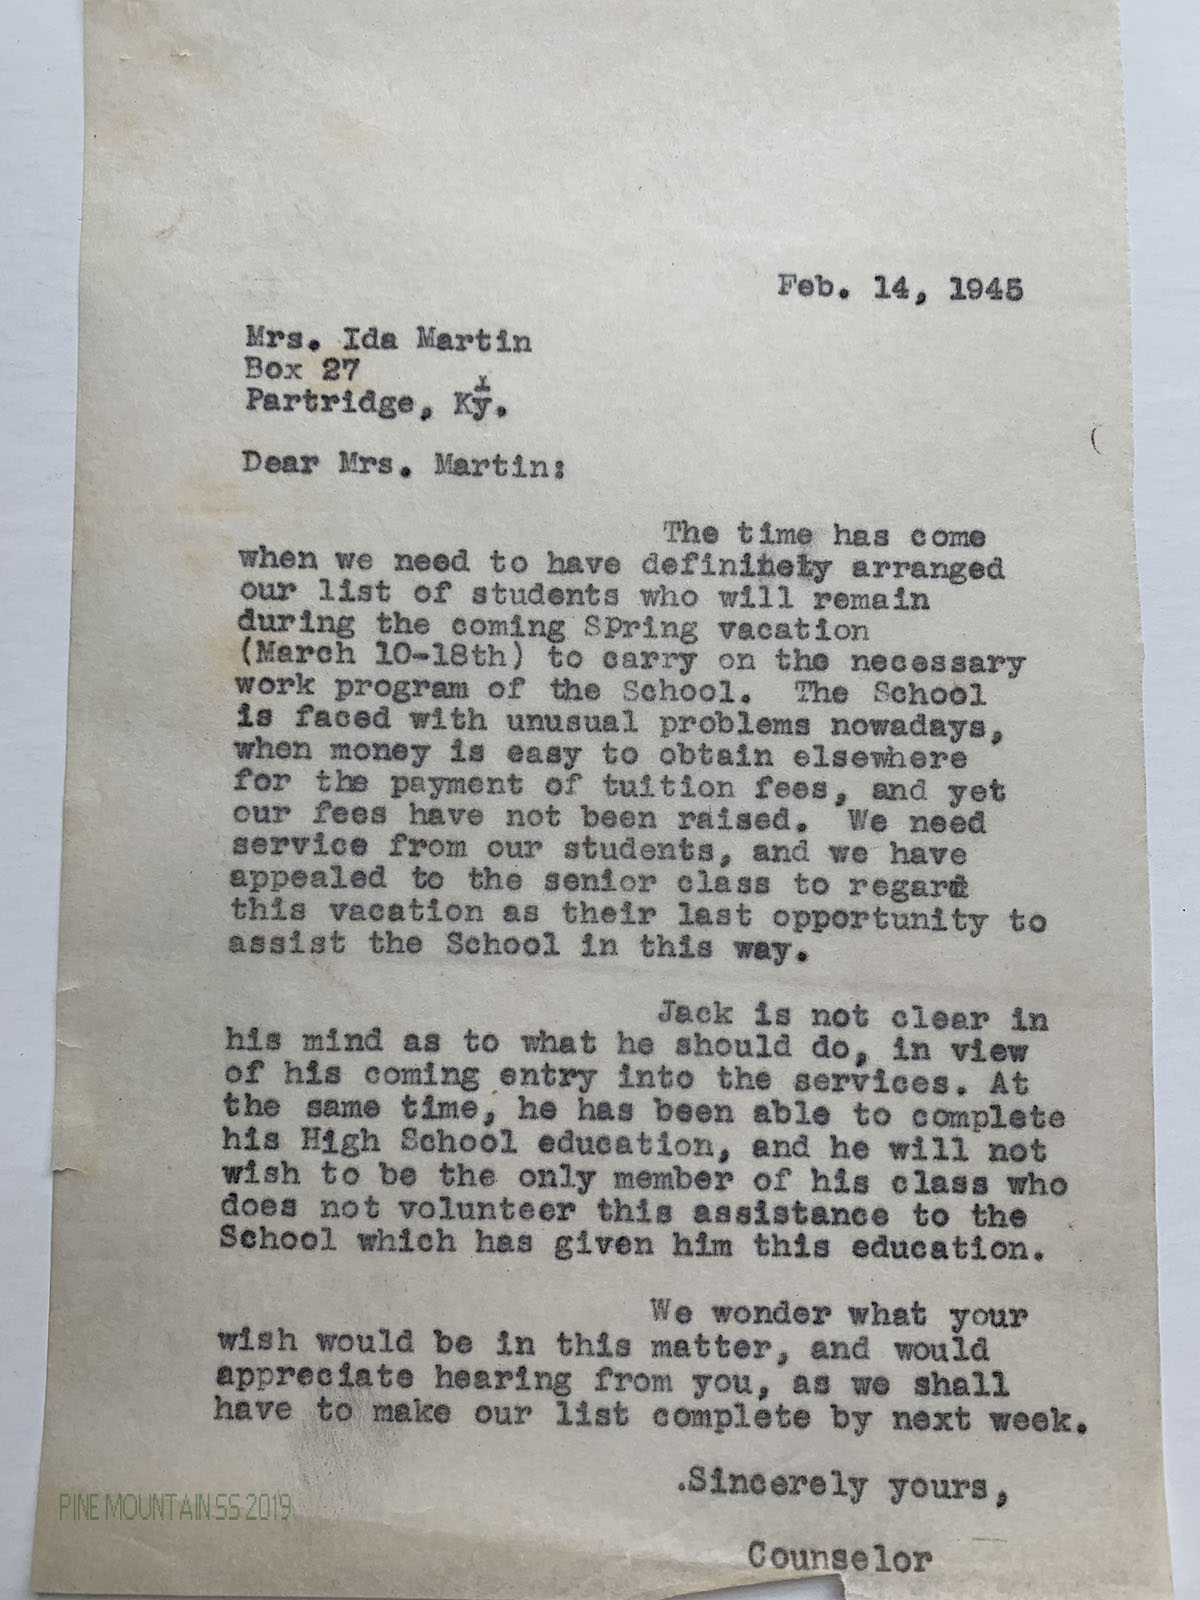 Feb. 14, 1945
Mrs. Ida Martin
Box 27
Partridge, Ky.
Dear Mrs. Martin:
The time has come
when we need to have definitely arranged
our list of students who will remain
during the coming SPring vacation
(March 10-18th) to carry on the necessary
work program of the School. The School
is faced with unusual problems nowadays,
when money is easy to obtain elsewhere
for the payment of tuition fees, and yet
our fees have not been raised. We need
service from our students, and we have
appealed to the senior class to regard
this vacation as their last opportunity to
assist the School in this way.
Jack is not clear in
his mind as to what he should do, in view
of his coming entry into the services. At
the same time, he has been able to complete
his High School education, and he will not
wish to be the only member of his class who
does not volunteer this assistance to the
School which has given him this education.
We wonder what your
wish would be in this matter, and would
appreciate hearing from you, as we shall
have to make our list complete by next week.
.Sincerely yours,
Counselor
PINE MOUNTAIN SS 2019